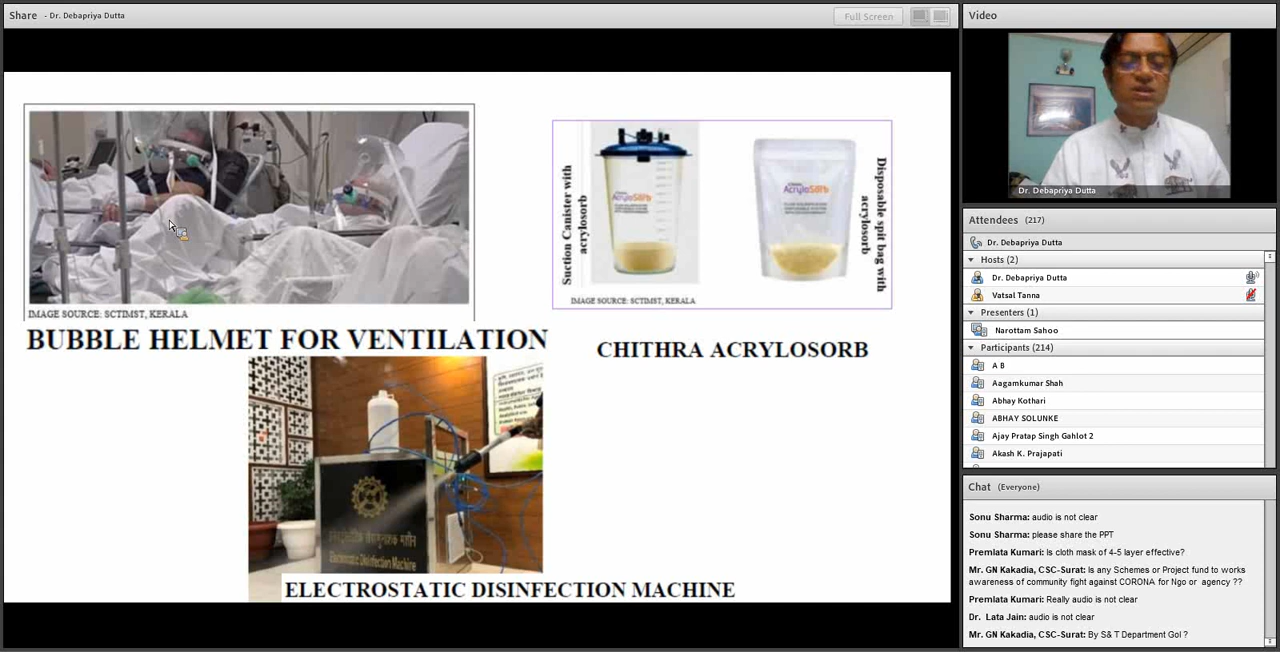 Share - Dr. Debapriya Dutta
Full Screen
IMAGE SOURCE: SCTIMST, KERALA
BUBBLE HELMET FOR VENTILATION
Suction Canister with
acrylosorb
AcryloSorb
AcryloSorb
Disposable spit bag with
acrylosorb
IMAGE SOURCE: SCTIMST, KERALA
CHITHRA ACRYLOSORB
Electrostatic Disinfection Machine
ELECTROSTATIC DISINFECTION MACHINE
Video
Dr. Debapriya Dutta
Attendees (217)
Dr. Debapriya Dutta
Hosts (2)
Dr. Debapriya Dutta
Vatsal Tanna
Presenters (1)
Narottam Sahoo
Participants (214)
A B
Aagamkumar Shah
Abhay Kothari
ABHAY SOLUNKE
Ajay Pratap Singh Gahlot 2
Akash K. Prajapati
Chat (Everyone)
Sonu Sharma: audio is not clear
Sonu Sharma: please share the PPT
Premlata Kumari: Is cloth mask of 4-5 layer effective?
Mr. GN Kakadia, CSC-Surat: Is any Schemes or Project fund to works
awareness of community fight against CORONA for Ngo or agency ??
Premlata Kumari: Really audio is not clear
Dr. Lata Jain: audio is not clear
Mr. GN Kakadia, CSC-Surat: By S& T Department GoI ?